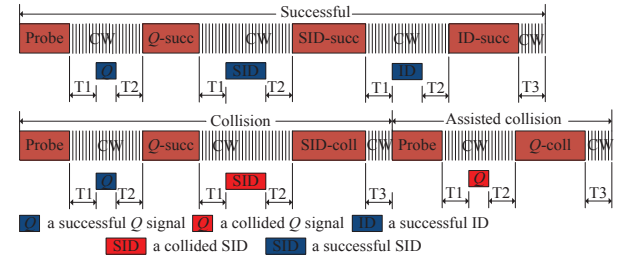 Successful
Probe CW Q-succ CW SID-succ CW ID-succ CW
Q SID ID
T1 T2 T1 T2 T1 T2 T3
Collision Assisted collision
Probe CW Q-succ CW SID-coll CW Probe CW Q-coll CW
Q SID Q
T1 T2 T1 T2 T3 T1 T2 T3
Q a successful Q signal Q a collided Q signal ID a successful ID
SID a collided SID SID a successful SID